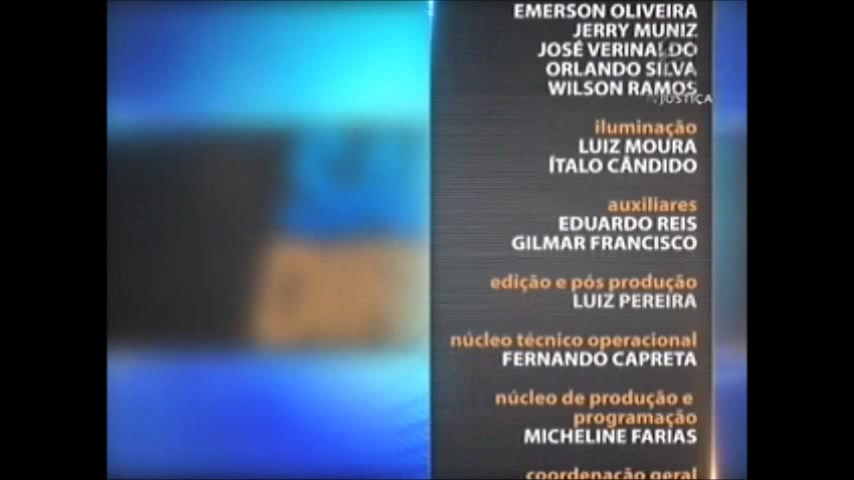 EMERSON OLIVEIRA
JERRY MUNIZ
JOSÉ VERINALDO
ORLANDO SILVA
WILSON RAMOS
TV JUSTIÇA
iluminação
LUIZ MOURA
ÍTALO CÂNDIDO
auxiliares
EDUARDO REIS
GILMAR FRANCISCO
edição e pós produção
LUIZ PEREIRA
núcleo técnico operacional
FERNANDO CAPRETA
núcleo de produção e
programação
MICHELINE FARIAS
coordenação geral